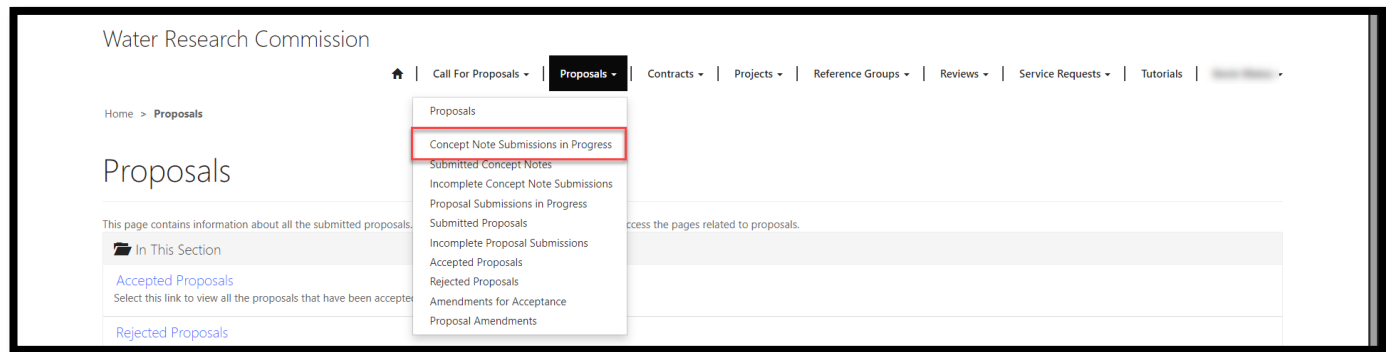 Water Research Commission
Call For Proposals Proposals Contracts Projects Reference Groups Reviews Service Requests Tutorials
Home > Proposals
Proposals
Concept Note Submissions in Progress
Submitted Concept Notes
Incomplete Concept Note Submissions
Proposal Submissions in Progress
Submitted Proposals
Incomplete Proposal Submissions
Accepted Proposals
Rejected Proposals
Amendments for Acceptance
Proposal Amendments
Proposals
This page contains information about all the submitted proposals. access the pages related to proposals.
In This Section
Accepted Proposals
Select this link to view all the proposals that have been accepted
Rejected Proposals